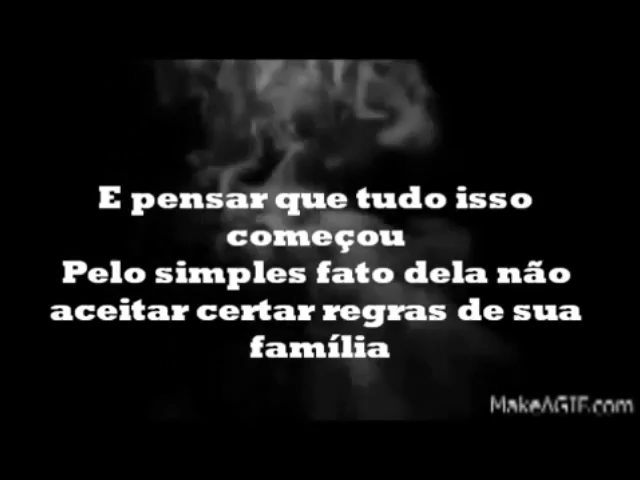 E pensar que tudo isso
começou
Pelo simples fato dela não
aceitar certar regras de sua
família
MakeAGIF.com